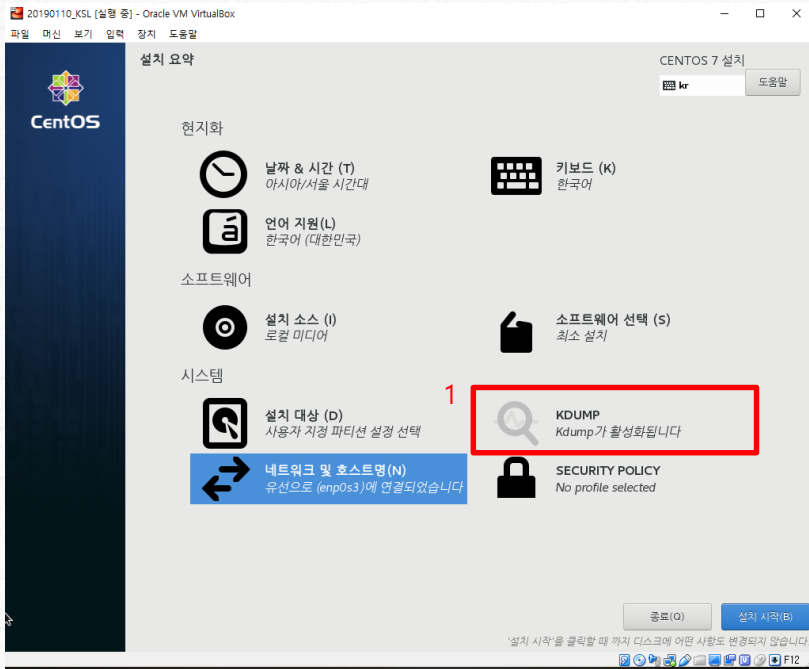 20190110_KSL [실행 중] - Oracle VM VirtualBox
파일 머신 보기 입력 장치 도움말
설치 요약
CENTOS 7 설치
kr
도움말
CentOS
현지화
날짜 & 시간 (T)
아시아/서울 시간대
키보드 (K)
한국어
언어 지원(L)
한국어 (대한민국)
소프트웨어
설치 소스 (I)
로컬 미디어
소프트웨어 선택 (S)
최소 설치
시스템
1
설치 대상 (D)
사용자 지정 파티션 설정 선택
KDUMP
Kdump가 활성화됩니다
네트워크 및 호스트명(N)
유선으로 (enp0s3)에 연결되었습니다
SECURITY POLICY
No profile selected
종료(Q)
설치 시작(B)
'설치 시작'을 클릭할 때 까지 디스크에 어떤 사항도 변경되지 않습니다
F12